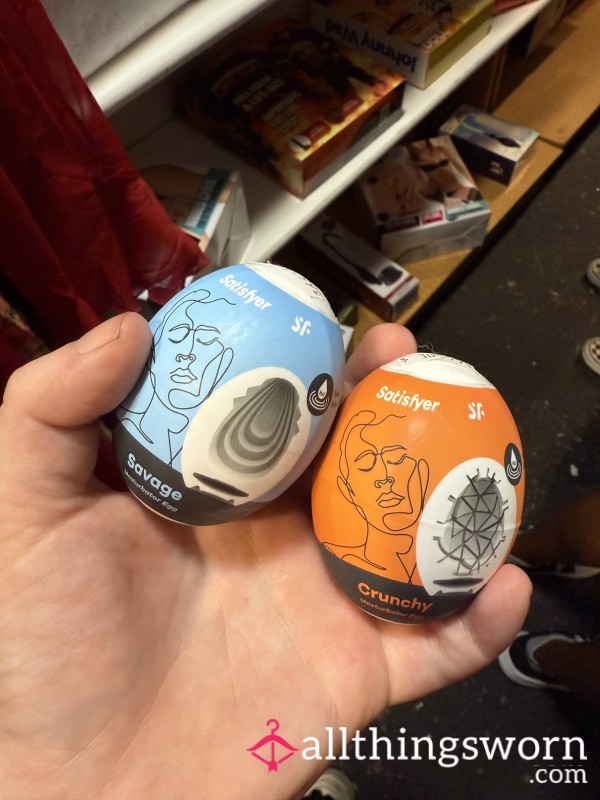 Johnny Wad
Satisfyer
SF
Savage
Masturbator Egg
Satisfyer
SF
Crunchy
Masturbator Egg
allthingsworn
.com